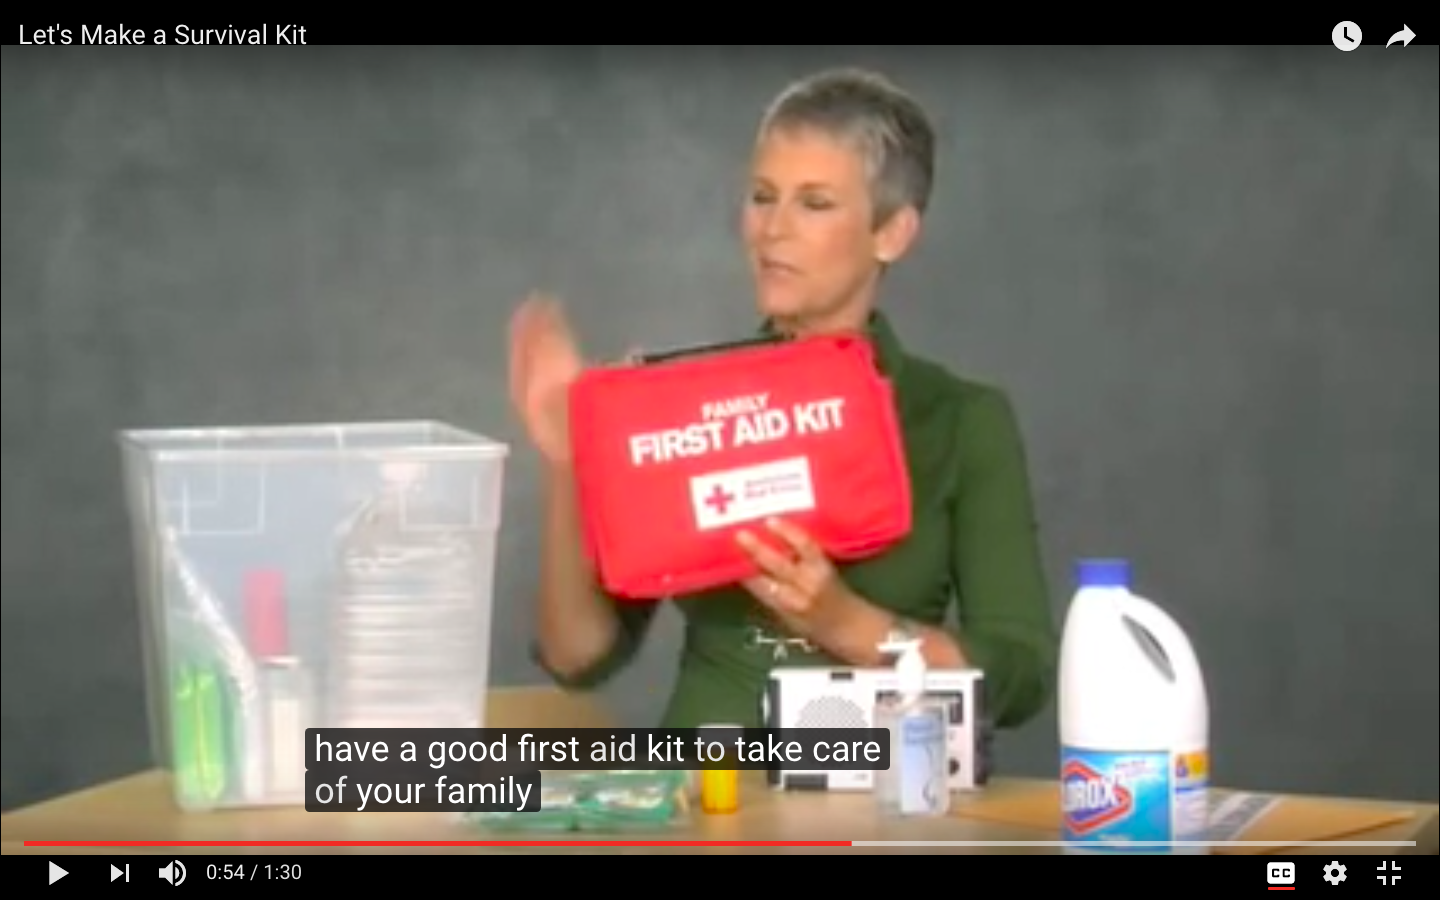 Let's Make a Survival Kit
FAMILY
FIRST AID KIT
have a good first aid kit to take care
of your family
0:54 / 1:30
CC